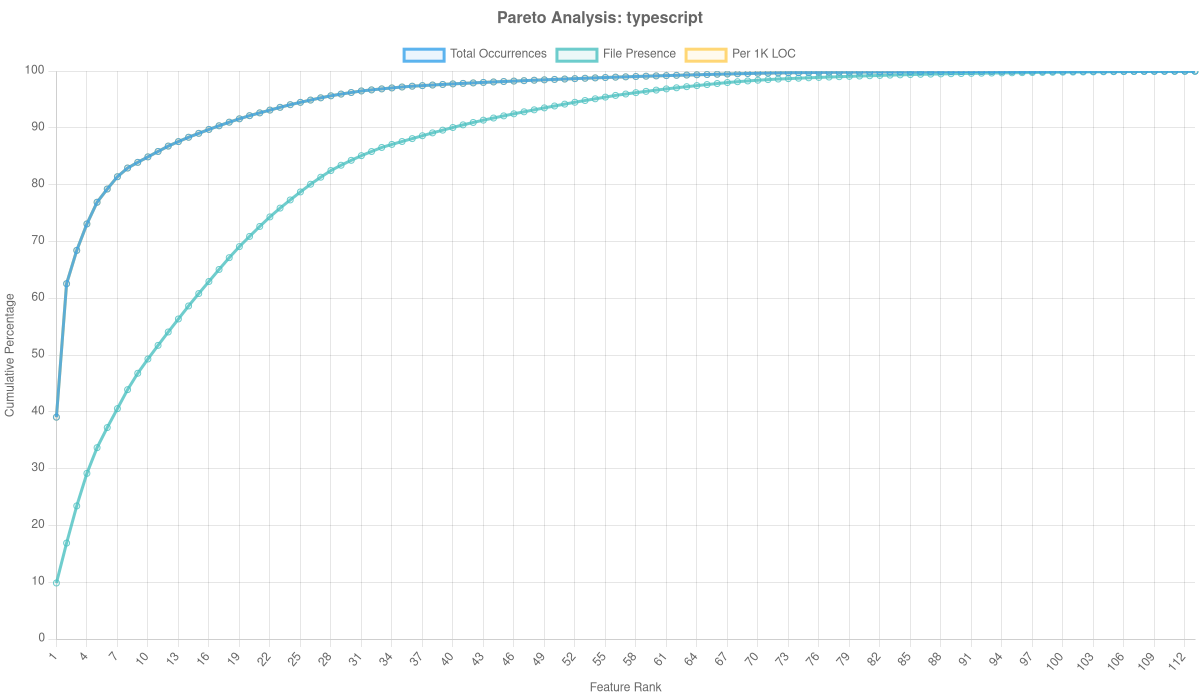 Pareto Analysis: typescript
Total Occurrences File Presence Per 1K LOC
100
90
80
70
60
50
40
30
20
10
0
Cumulative Percentage
1 4 7 10 13 16 19 22 25 28 31 34 37 40 43 46 49 52 55 58 61 64 67 70 73 76 79 82 85 88 91 94 97 100 103 106 109 112
Feature Rank